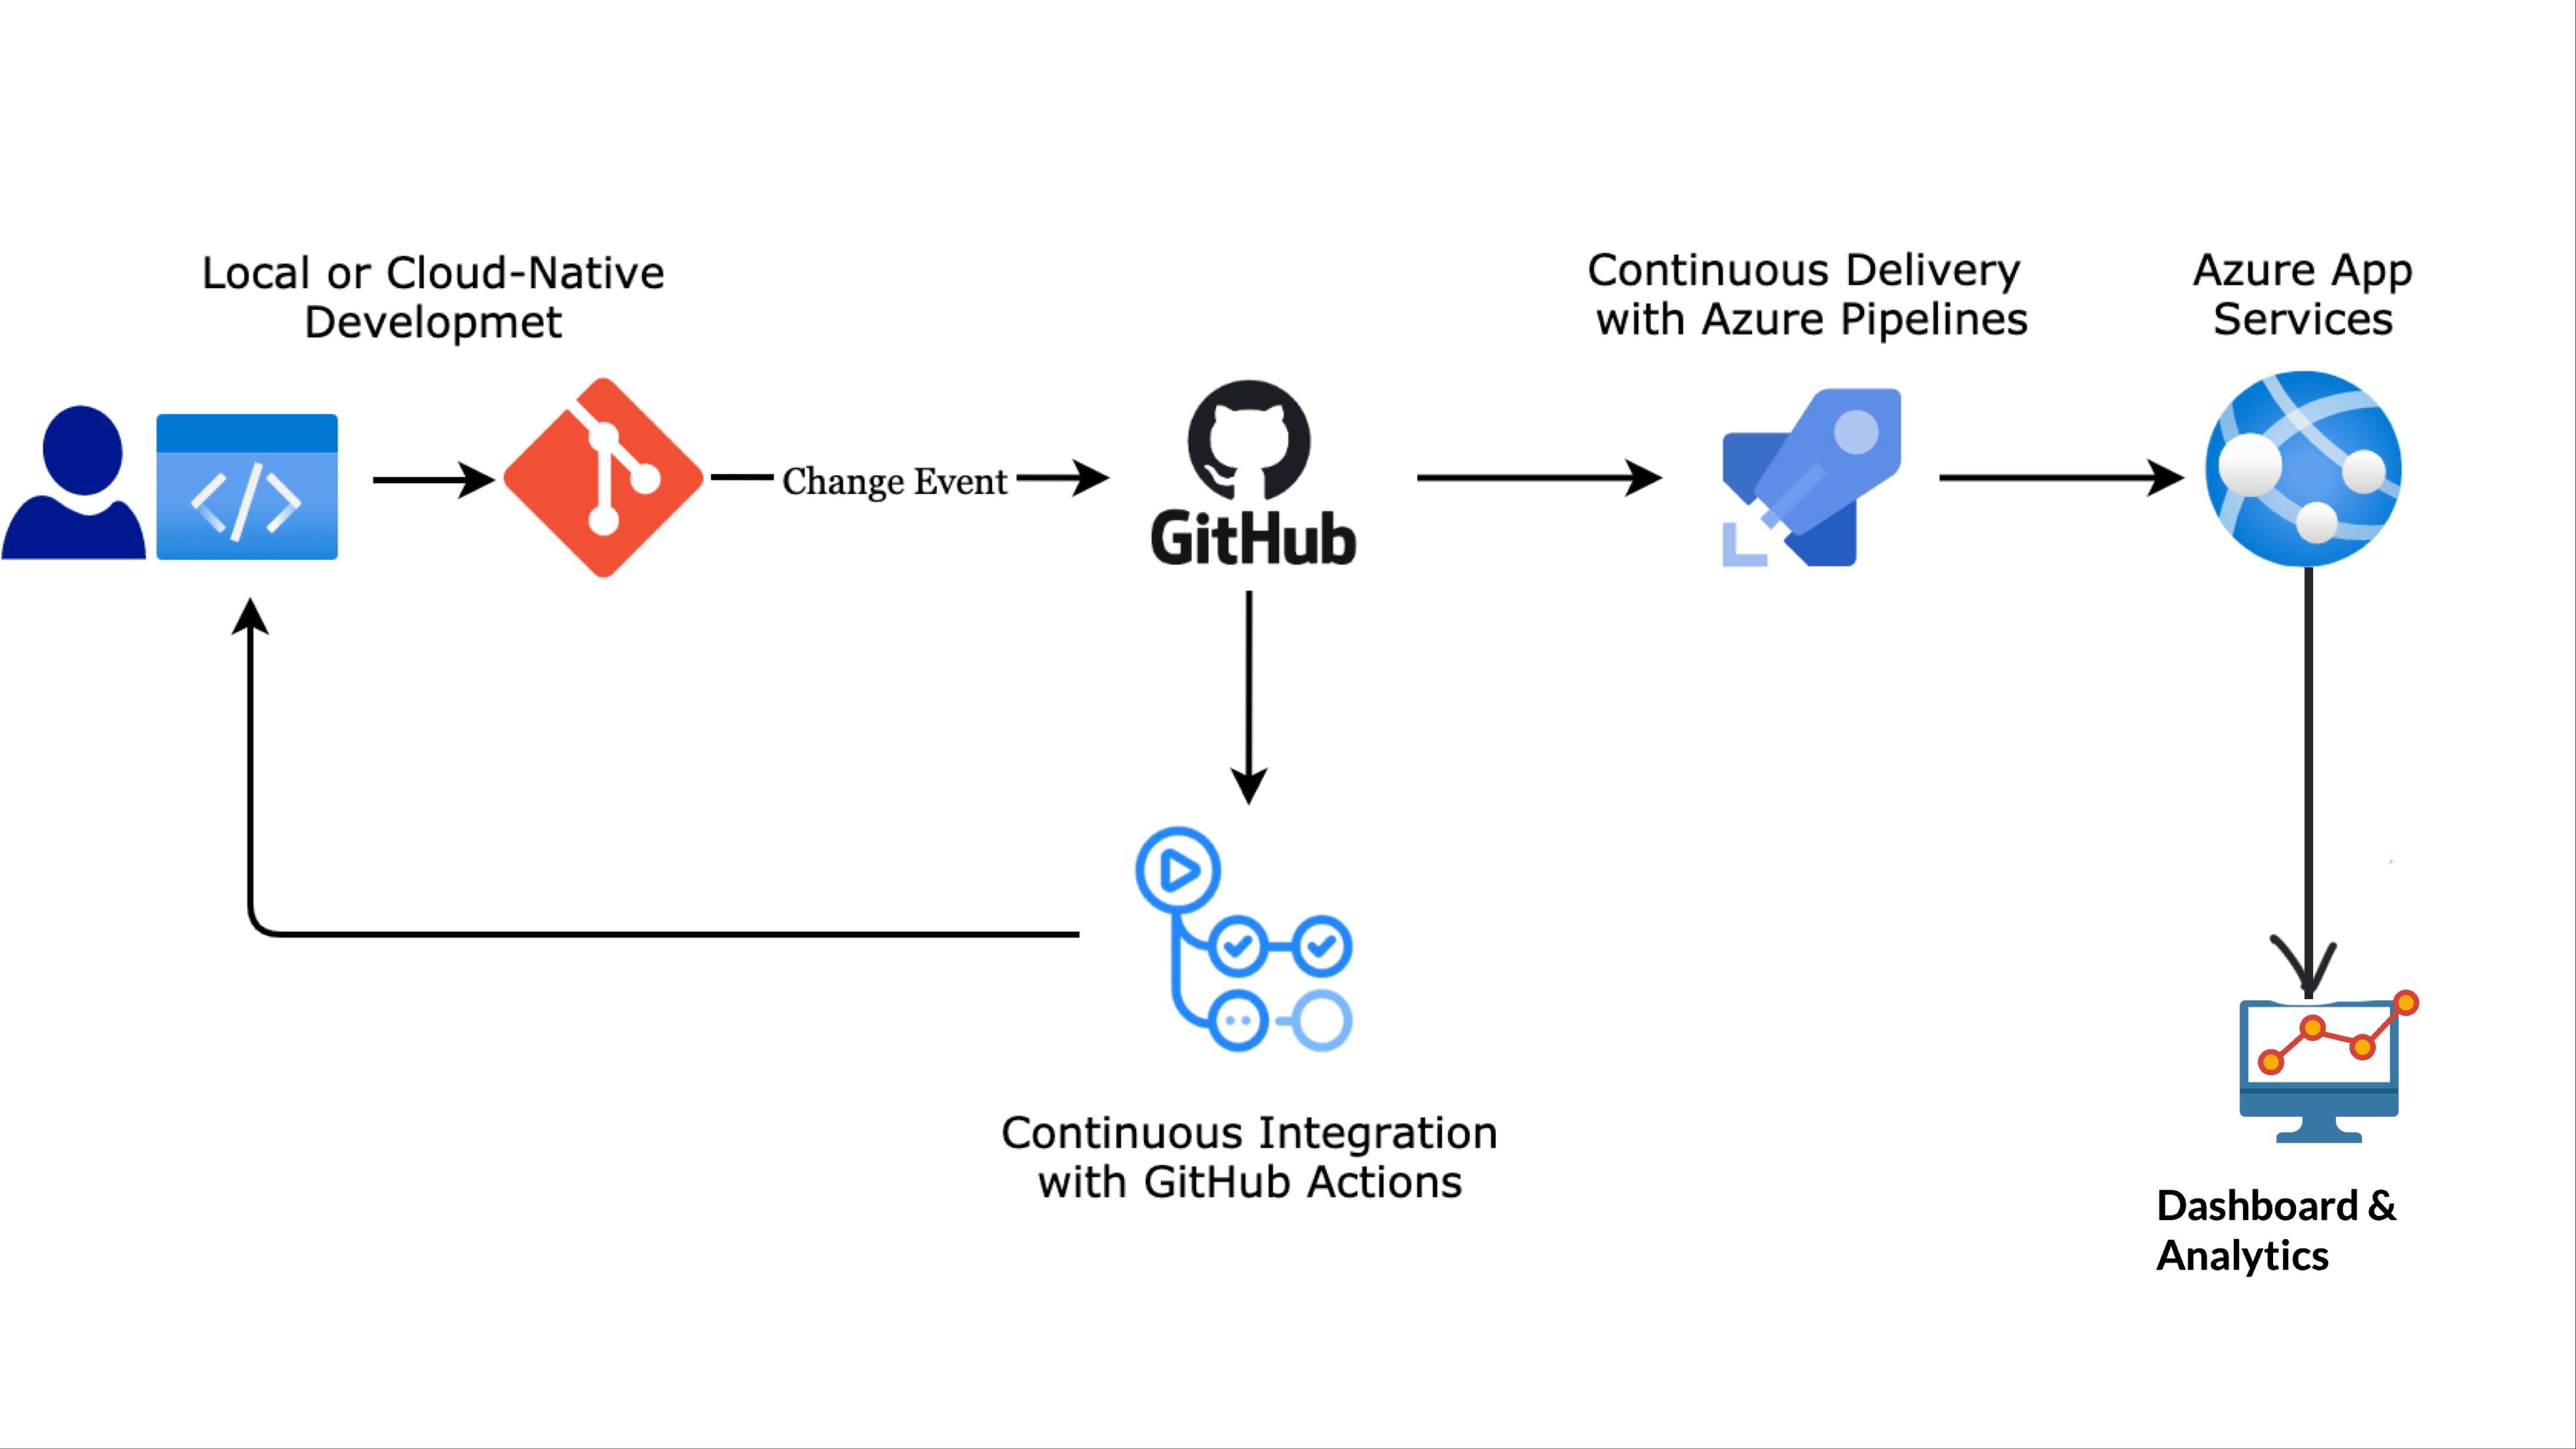 Local or Cloud-Native
Developmet
Continuous Delivery
with Azure Pipelines
Azure App
Services
Change Event
GitHub
Continuous Integration
with GitHub Actions
Dashboard &
Analytics